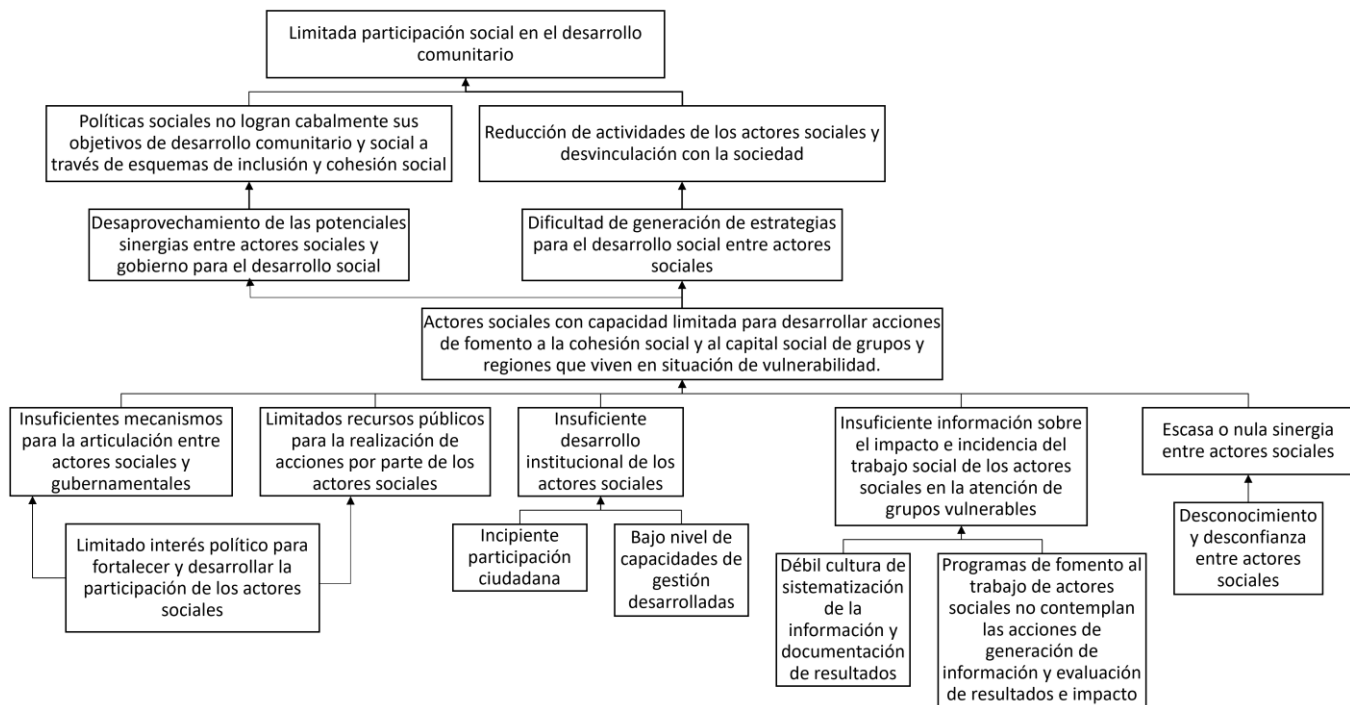 Limitada participación social en el desarrollo
comunitario
Políticas sociales no logran cabalmente sus
objetivos de desarrollo comunitario y social a
través de esquemas de inclusión y cohesión social
Reducción de actividades de los actores sociales y
desvinculación con la sociedad
Desaprovechamiento de las potenciales
sinergias entre actores sociales y
gobierno para el desarrollo social
Dificultad de generación de estrategias
para el desarrollo social entre actores
sociales
Actores sociales con capacidad limitada para desarrollar acciones
de fomento a la cohesión social y al capital social de grupos y
regiones que viven en situación de vulnerabilidad.
Insuficientes mecanismos
para la articulación entre
actores sociales y
gubernamentales
Limitados recursos públicos
para la realización de
acciones por parte de los
actores sociales
Insuficiente
desarrollo
institucional de los
actores sociales
Insuficiente información sobre
el impacto e incidencia del
trabajo social de los actores
sociales en la atención de
grupos vulnerables
Escasa o nula sinergia
entre actores sociales
Limitado interés político para
fortalecer y desarrollar la
participación de los actores
sociales
Incipiente
participación
ciudadana
Bajo nivel de
capacidades de
gestión
desarrolladas
Débil cultura de
sistematización
de la
información y
documentación
de resultados
Programas de fomento al
trabajo de actores
sociales no contemplan
las acciones de
generación de
información y evaluación
de resultados e impacto
Desconocimiento
y desconfianza
entre actores
sociales